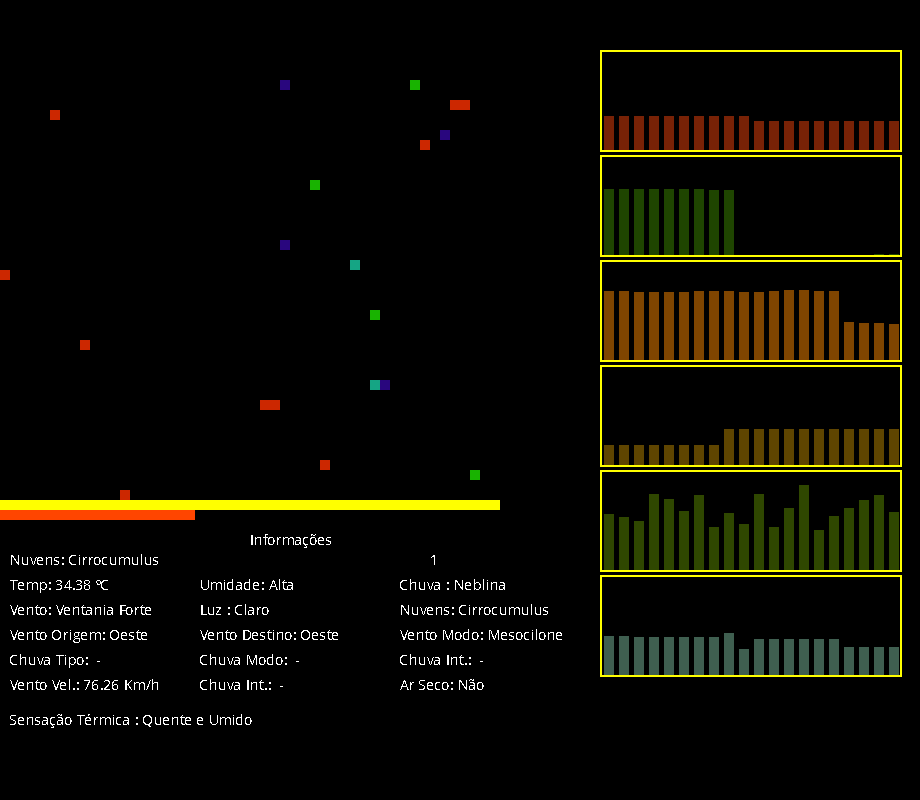 Informações
Nuvens: Cirrocumulus 1
Temp: 34.38 ºC Umidade: Alta Chuva : Neblina
Vento: Ventania Forte Luz : Claro Nuvens: Cirrocumulus
Vento Origem: Oeste Vento Destino: Oeste Vento Modo: Mesocilone
Chuva Tipo: - Chuva Modo: - Chuva Int.: -
Vento Vel.: 76.26 Km/h Chuva Int.: - Ar Seco: Não
Sensação Térmica : Quente e Umido